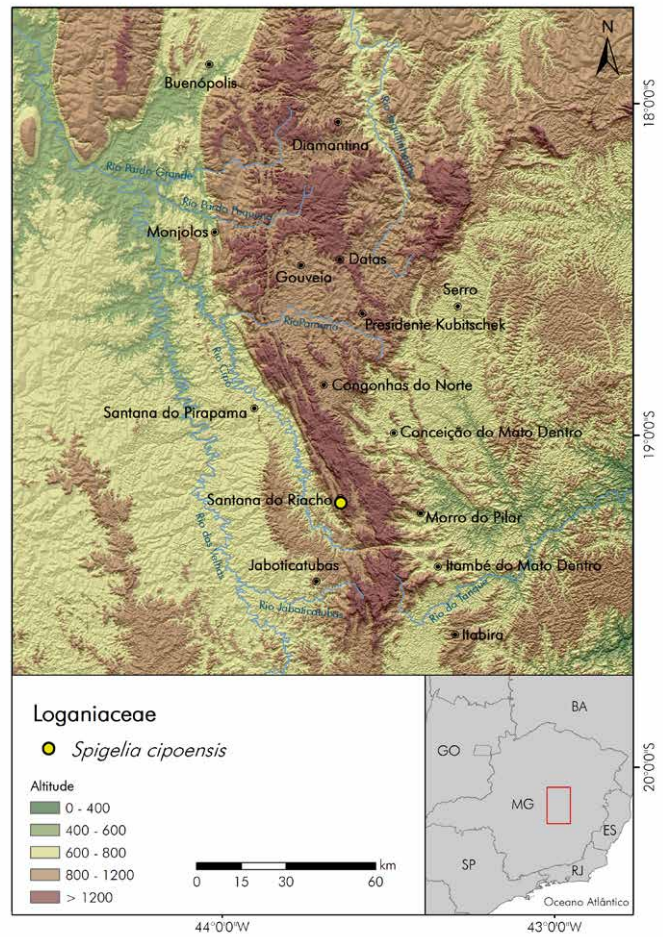 N
Buenópolis
18°0'0"S
Diamantina
Rio Jequitinhonha
Rio Pardo Grande
Rio Pardo Pequeno
Monjolos
Datas
Gouveia
Serro
Rio Parauna
Presidente Kubitschek
Rio Cipó
Congonhas do Norte
Santana do Pirapama
Conceição do Mato Dentro
19°0'0"S
Santana do Riacho
Morro do Pilar
Rio das Velhas
Jaboticatubas
Itambé do Mato Dentro
Rio Jaboticatubas
Rio do Tanque
Itabira
Loganiaceae
Spigelia cipoensis
Altitude
0 - 400
400 - 600
600 - 800
800 - 1200
> 1200
km
0 15 30 60
BA
GO
MG
ES
SP
RJ
Oceano Atlântico
20°0'0"S
44°0'0"W 43°0'0"W